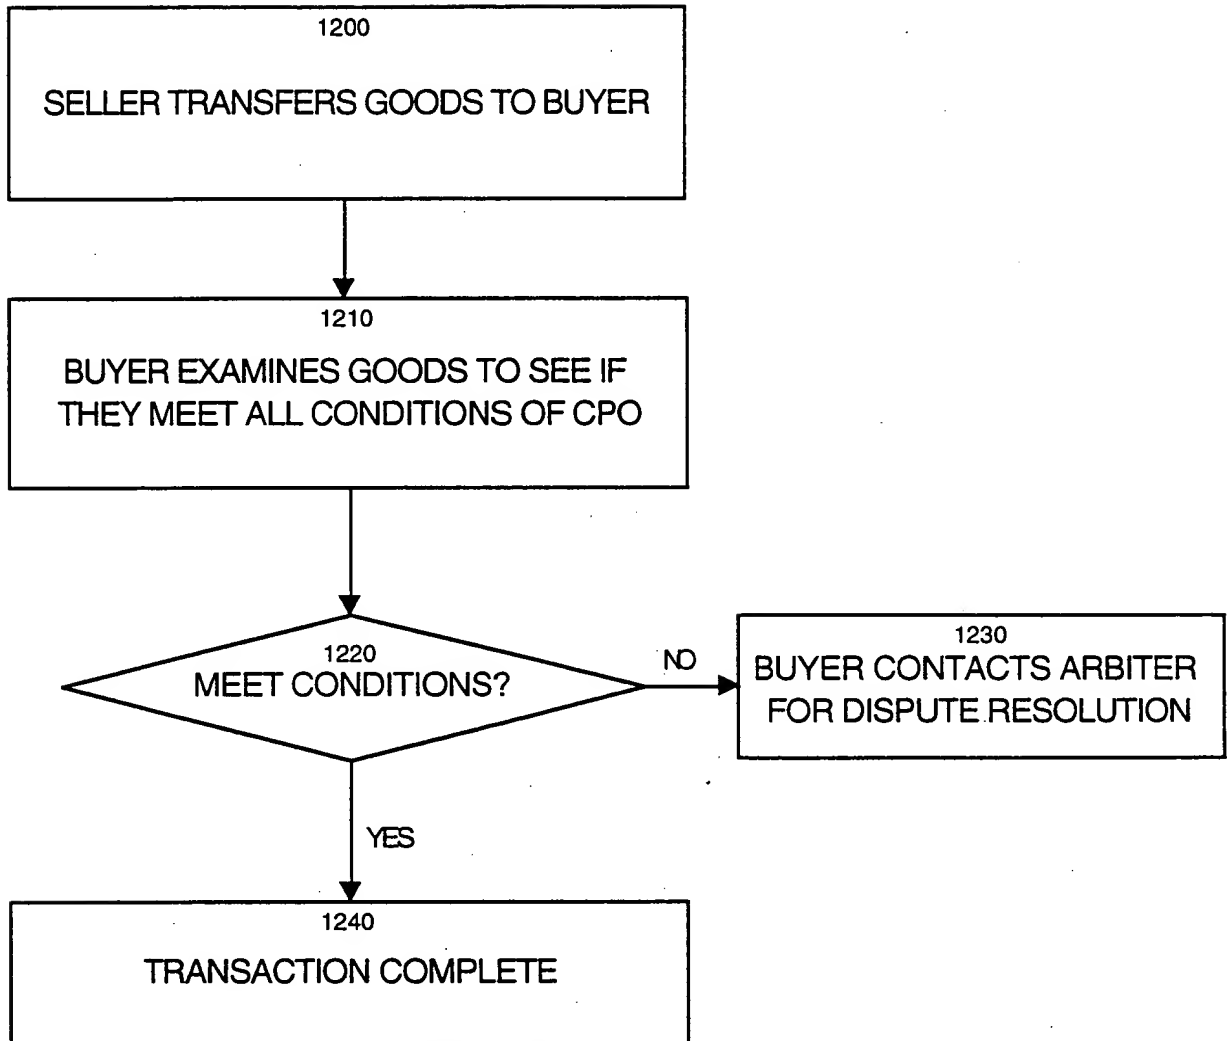 1200
SELLER TRANSFERS GOODS TO BUYER
1210
BUYER EXAMINES GOODS TO SEE IF
THEY MEET ALL CONDITIONS OF CPO
1220
MEET CONDITIONS?
NO
1230
BUYER CONTACTS ARBITER
FOR DISPUTE RESOLUTION
YES
1240
TRANSACTION COMPLETE